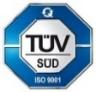 Q
TÜV
SÜD
ISO 9001